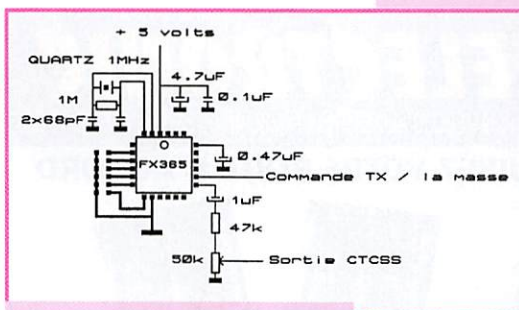 + 5 volts
QUARTZ 1MHz
4.7uF
1M
0.1uF
2x68pF
FX365
0.47uF
Commande TX / la masse
1uF
47k
50k
Sortie CTCSS